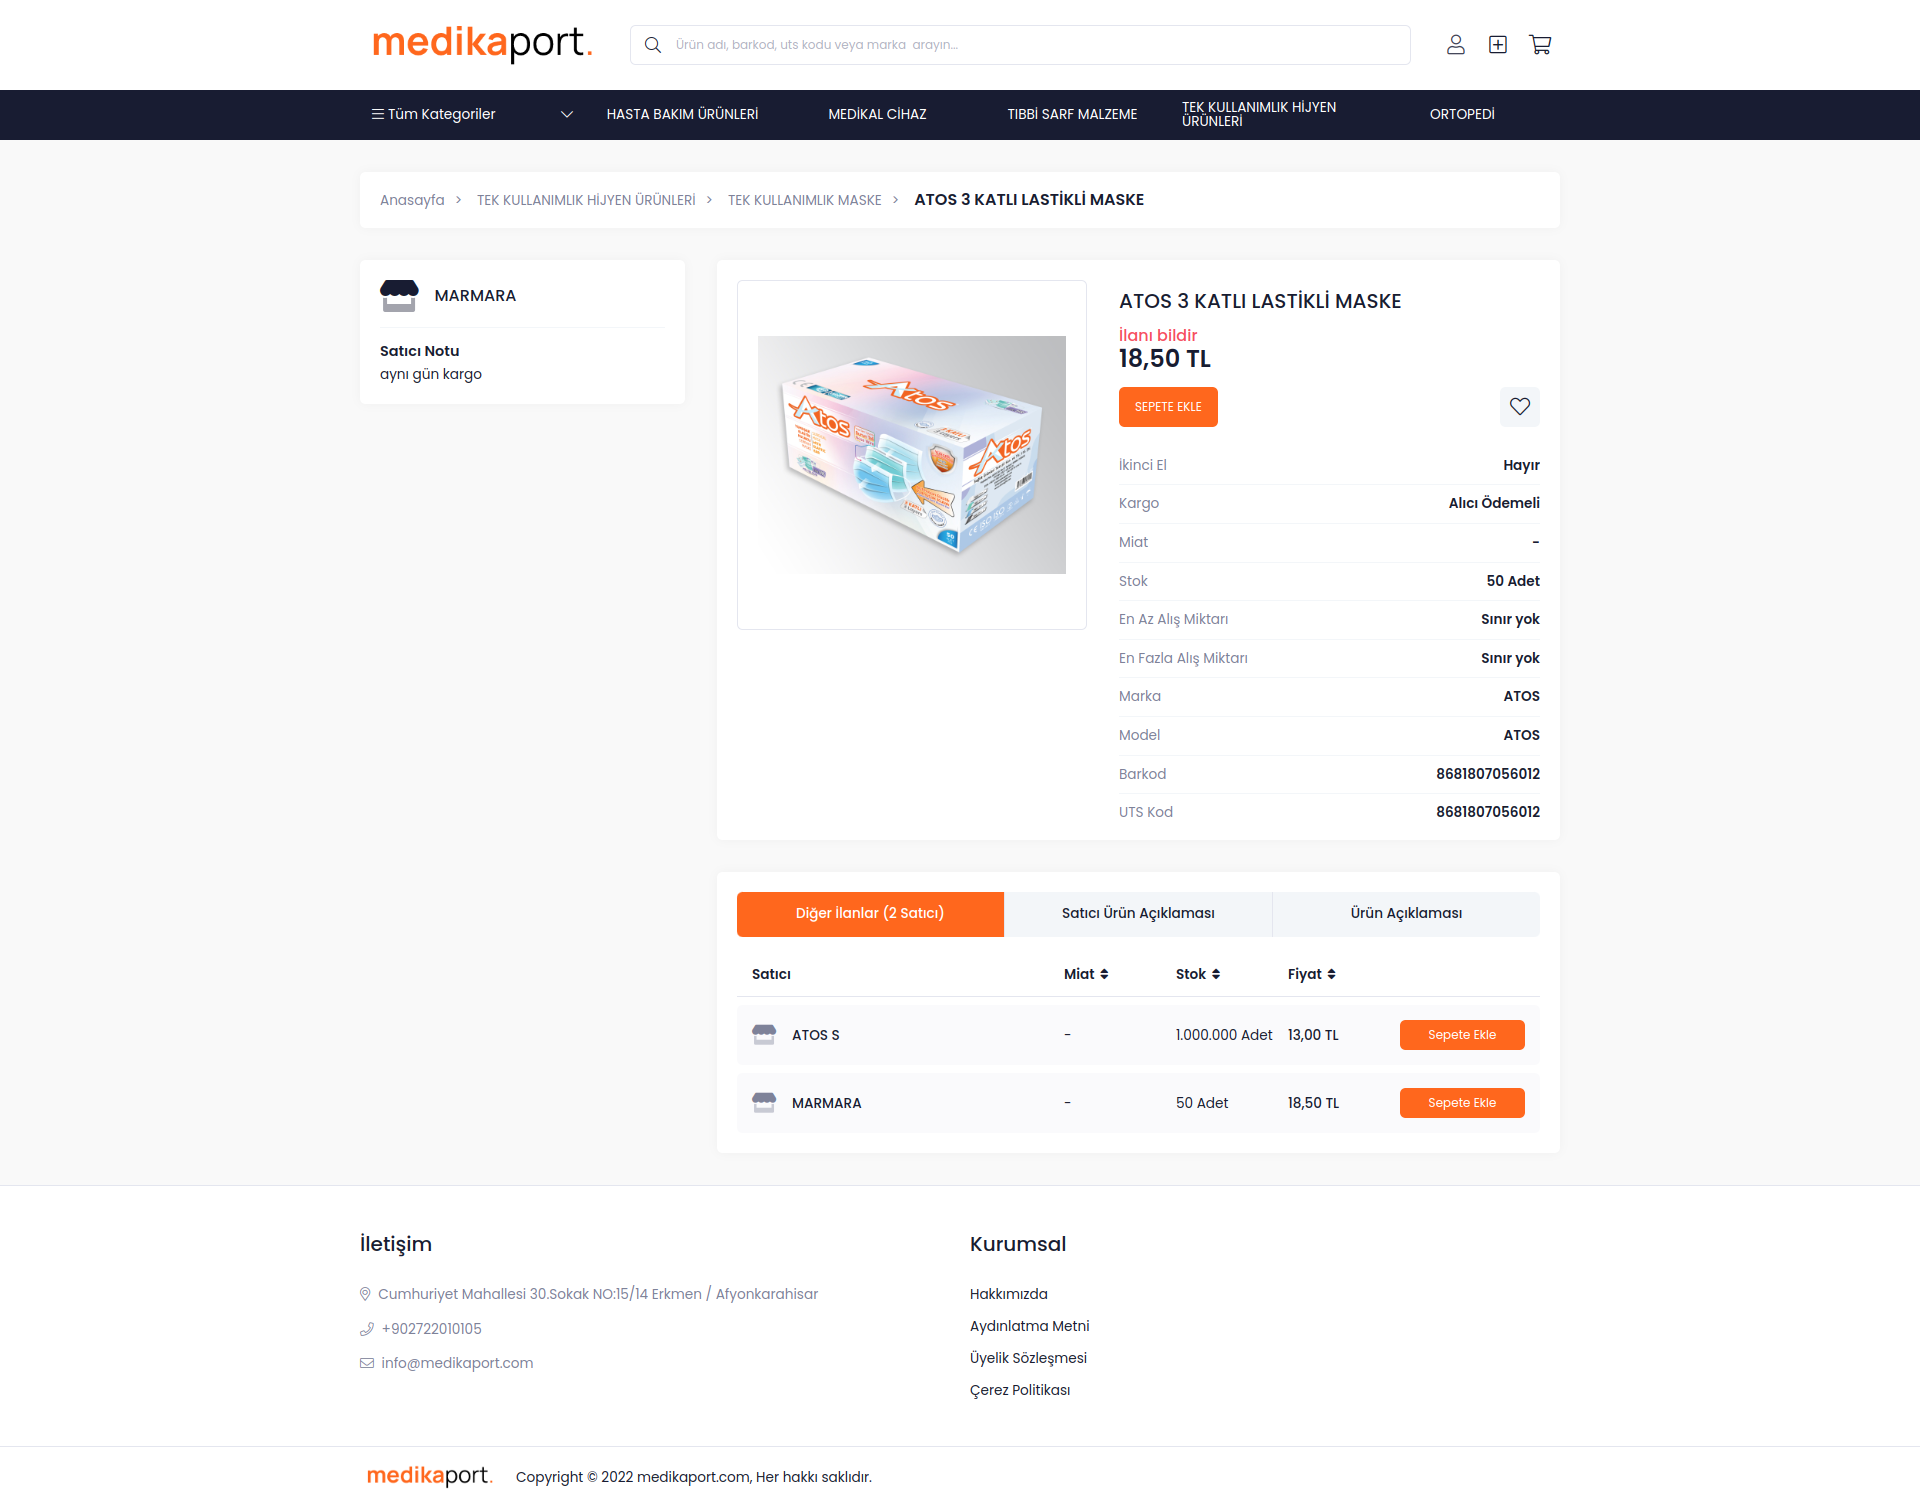 medikaport.
Ürün adı, barkod, uts kodu veya marka  arayın...
Tüm Kategoriler
HASTA BAKIM ÜRÜNLERİ
MEDİKAL CİHAZ
TIBBİ SARF MALZEME
TEK KULLANIMLIK HİJYEN
ÜRÜNLERİ
ORTOPEDİ
Anasayfa > TEK KULLANIMLIK HİJYEN ÜRÜNLERİ > TEK KULLANIMLIK MASKE > ATOS 3 KATLI LASTİKLİ MASKE
MARMARA
Satıcı Notu
aynı gün kargo
Atos
Atos
Atos
ATOS 3 KATLI LASTİKLİ MASKE
İlanı bildir
18,50 TL
SEPETE EKLE
İkinci El Hayır
Kargo Alıcı Ödemeli
Miat -
Stok 50 Adet
En Az Alış Miktarı Sınır yok
En Fazla Alış Miktarı Sınır yok
Marka ATOS
Model ATOS
Barkod 8681807056012
UTS Kod 8681807056012
Diğer İlanlar (2 Satıcı)
Satıcı Ürün Açıklaması
Ürün Açıklaması
Satıcı Miat Stok Fiyat
ATOS S - 1.000.000 Adet 13,00 TL Sepete Ekle
MARMARA - 50 Adet 18,50 TL Sepete Ekle
İletişim
Cumhuriyet Mahallesi 30.Sokak NO:15/14 Erkmen / Afyonkarahisar
+902722010105
info@medikaport.com
Kurumsal
Hakkımızda
Aydınlatma Metni
Üyelik Sözleşmesi
Çerez Politikası
medikaport.
Copyright © 2022 medikaport.com, Her hakkı saklıdır.